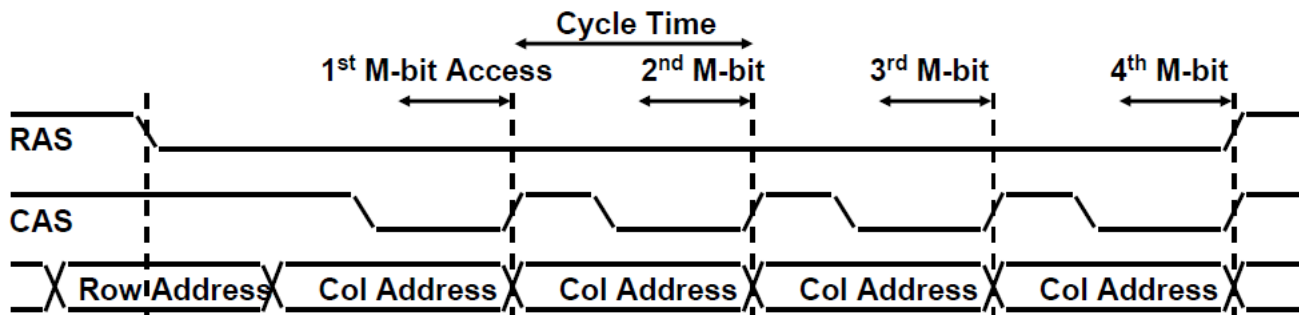 Cycle Time
1st M-bit Access 2nd M-bit 3rd M-bit 4th M-bit
RAS
CAS
Row Address Col Address Col Address Col Address Col Address